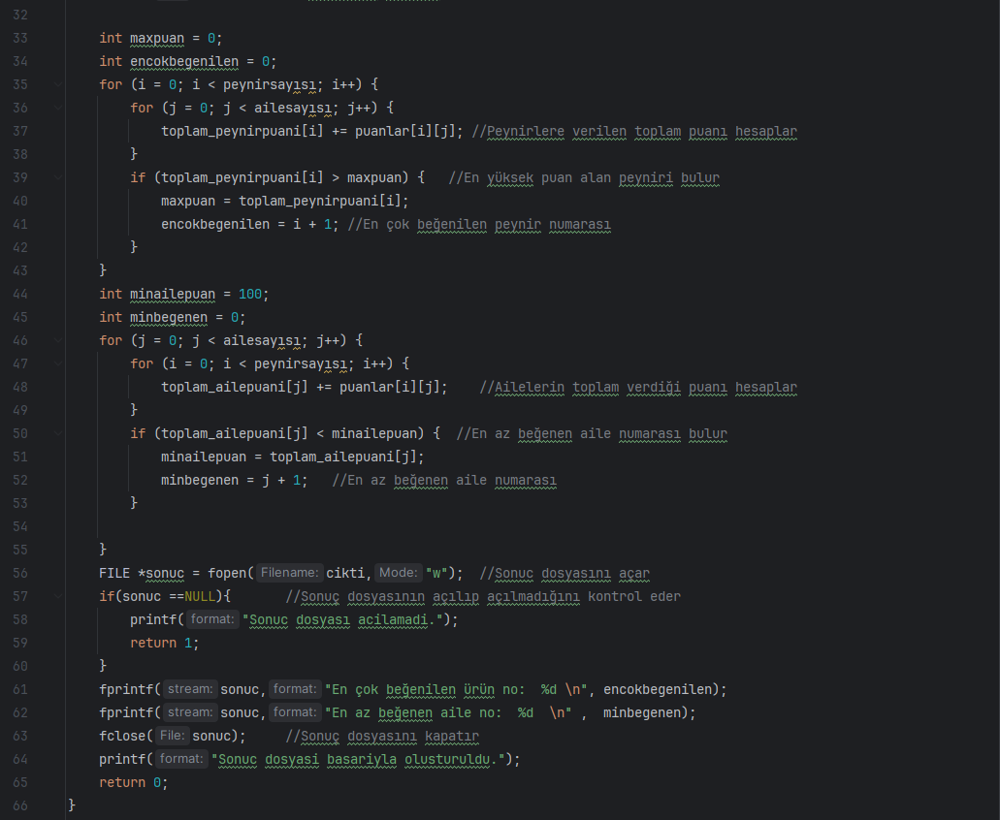 32
33 int maxpuan = 0;
34 int encokbegenilen = 0;
35 for (i = 0; i < peynirsayısı; i++) {
36 for (j = 0; j < ailesayısı; j++) {
37 toplam_peynirpuani[i] += puanlar[i][j]; //Peynirlere verilen toplam puanı hesaplar
38 }
39 if (toplam_peynirpuani[i] > maxpuan) { //En yüksek puan alan peyniri bulur
40 maxpuan = toplam_peynirpuani[i];
41 encokbegenilen = i + 1; //En çok beğenilen peynir numarası
42 }
43 }
44 int minailepuan = 100;
45 int minbegenen = 0;
46 for (j = 0; j < ailesayısı; j++) {
47 for (i = 0; i < peynirsayısı; i++) {
48 toplam_ailepuani[j] += puanlar[i][j]; //Ailelerin toplam verdiği puanı hesaplar
49 }
50 if (toplam_ailepuani[j] < minailepuan) { //En az beğenen aile numarası bulur
51 minailepuan = toplam_ailepuani[j];
52 minbegenen = j + 1; //En az beğenen aile numarası
53 }
54
55 }
56 FILE *sonuc = fopen( Filename: cikti, Mode: "w"); //Sonuc dosyasını açar
57 if(sonuc ==NULL){ //Sonuç dosyasının açılıp açılmadığını kontrol eder
58 printf( format: "Sonuc dosyası acilamadi.");
59 return 1;
60 }
61 fprintf( stream: sonuc, format: "En çok beğenilen ürün no: %d \n", encokbegenilen);
62 fprintf( stream: sonuc, format: "En az beğenen aile no: %d \n" , minbegenen);
63 fclose( File: sonuc); //Sonuç dosyasını kapatır
64 printf( format: "Sonuc dosyasi basariyla olusturuldu.");
65 return 0;
66 }